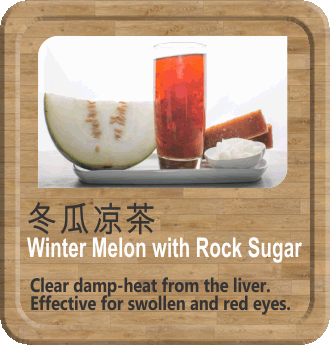 冬瓜凉茶
Winter Melon with Rock Sugar
Clear damp-heat from the liver.
Effective for swollen and red eyes.